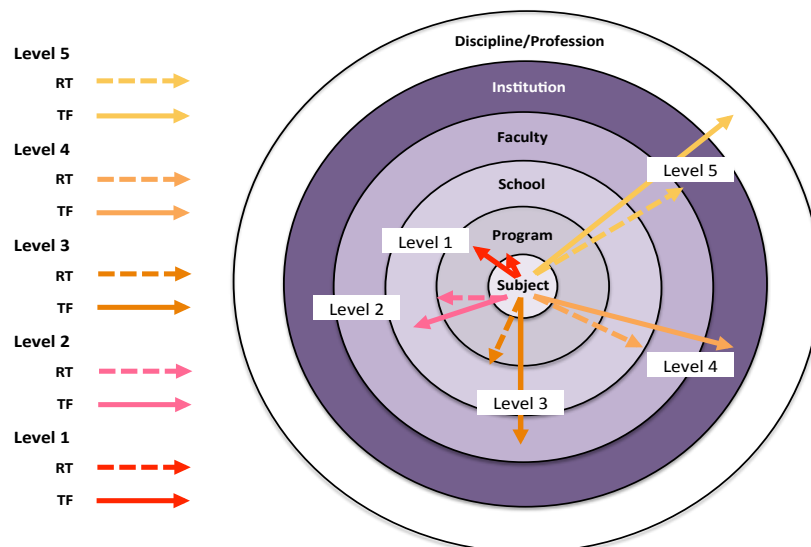 Level 5
RT
TF
Level 4
RT
TF
Level 3
RT
TF
Level 2
RT
TF
Level 1
RT
TF
Discipline/Profession
Institution
Faculty
School
Program
Subject
Level 5
Level 1
Level 2
Level 3
Level 4